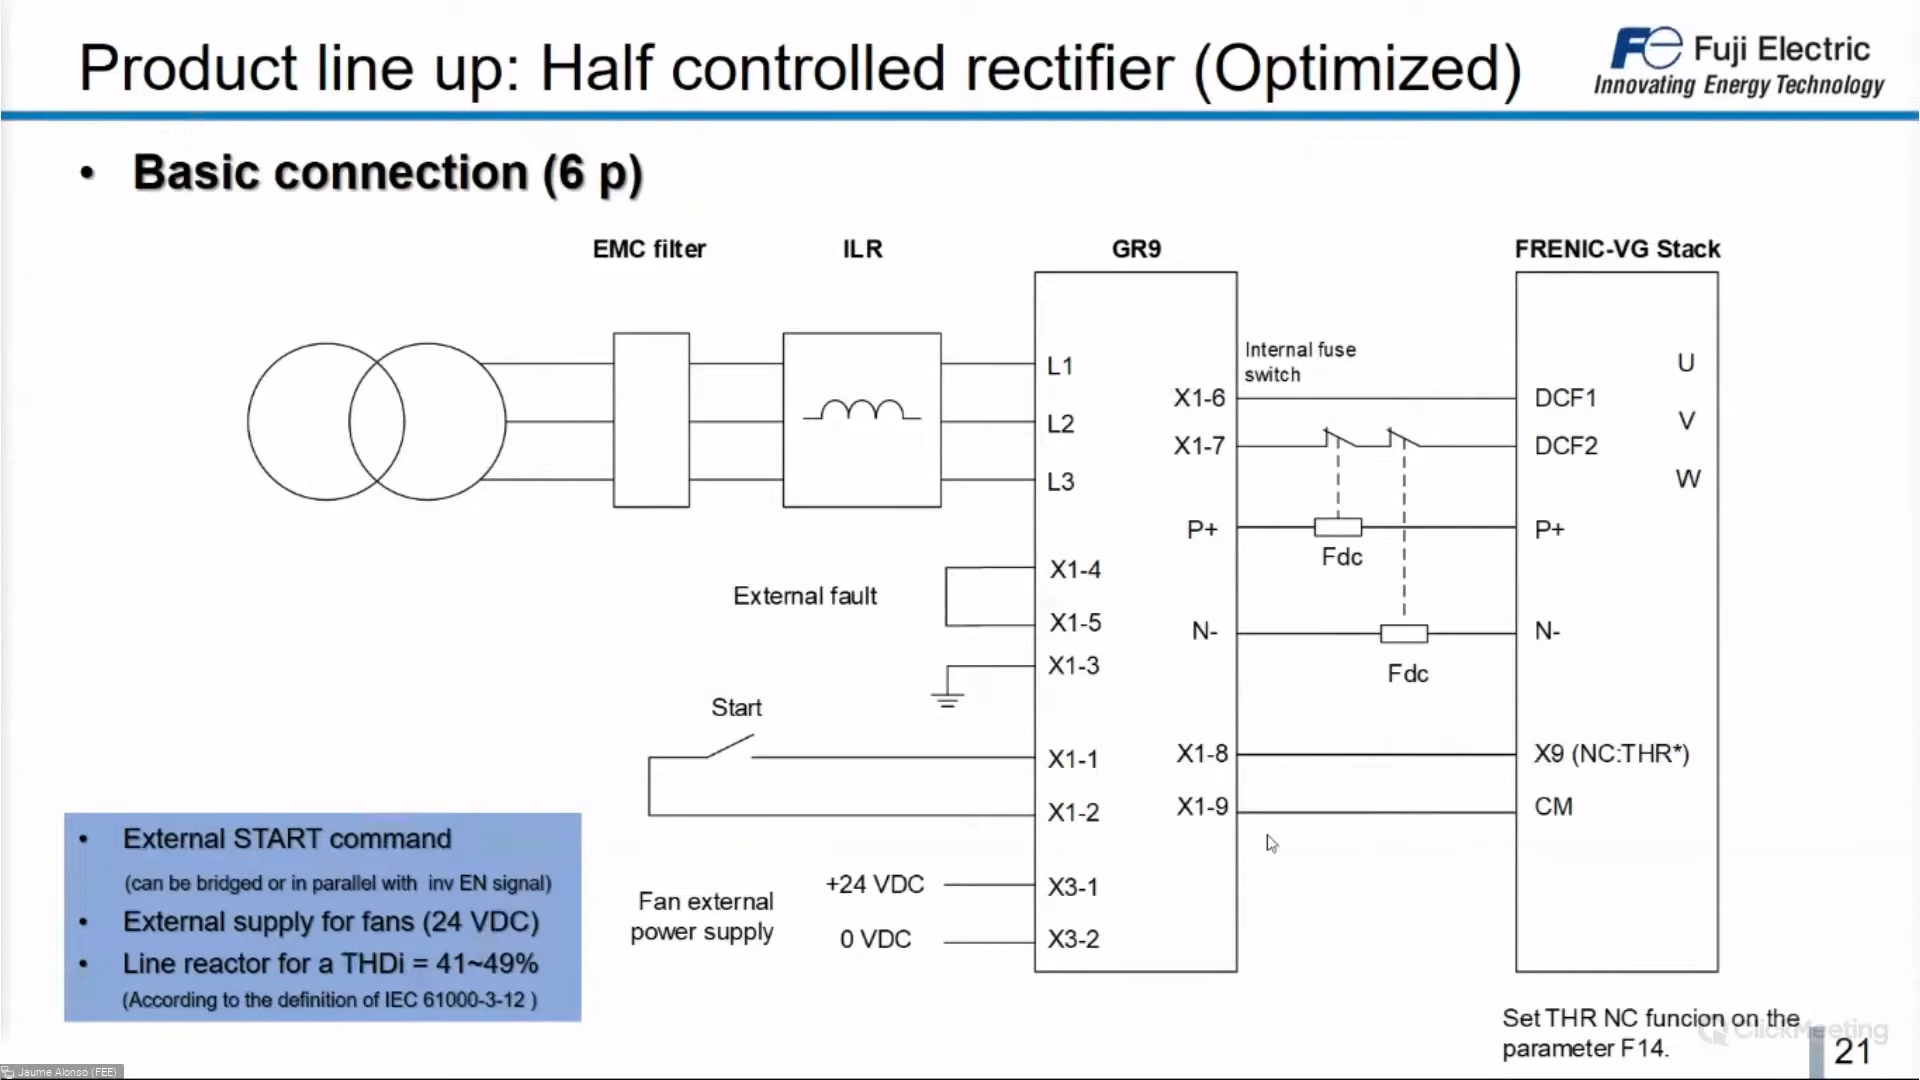 Product line up: Half controlled rectifier (Optimized)
Fe Fuji Electric
Innovating Energy Technology
• Basic connection (6 p)
EMC filter
ILR
GR9
FRENIC-VG Stack
L1
L2
L3
X1-4
X1-5
X1-3
X1-1
X1-2
X3-1
X3-2
Internal fuse
switch
X1-6
X1-7
P+
N-
X1-8
X1-9
Fdc
Fdc
DCF1
DCF2
P+
N-
X9 (NC:THR*)
CM
U
V
W
External fault
Start
Fan external
power supply
+24 VDC
0 VDC
• External START command
(can be bridged or in parallel with inv EN signal)
• External supply for fans (24 VDC)
• Line reactor for a THDi = 41~49%
(According to the definition of IEC 61000-3-12 )
Set THR NC funcion on the
parameter F14.
ClickMeeting
21
Jaume Alonso (FEE)